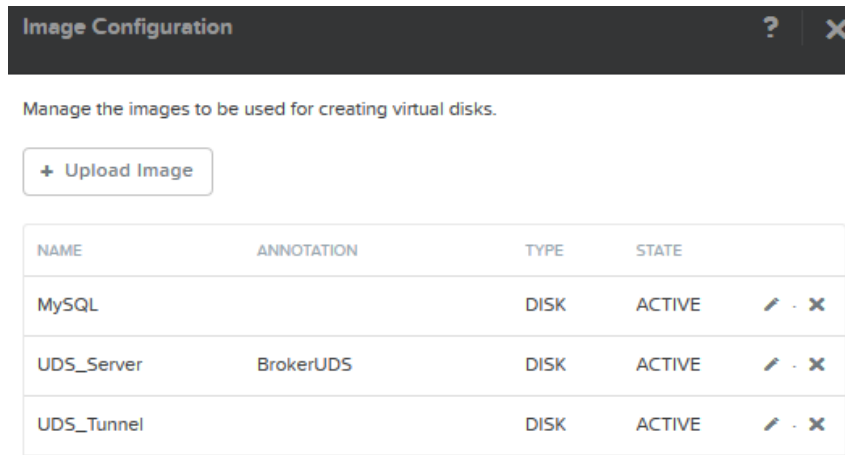 Image Configuration ? ×
Manage the images to be used for creating virtual disks.
+ Upload Image
NAME ANNOTATION TYPE STATE
MySQL DISK ACTIVE
UDS_Server BrokerUDS DISK ACTIVE
UDS_Tunnel DISK ACTIVE